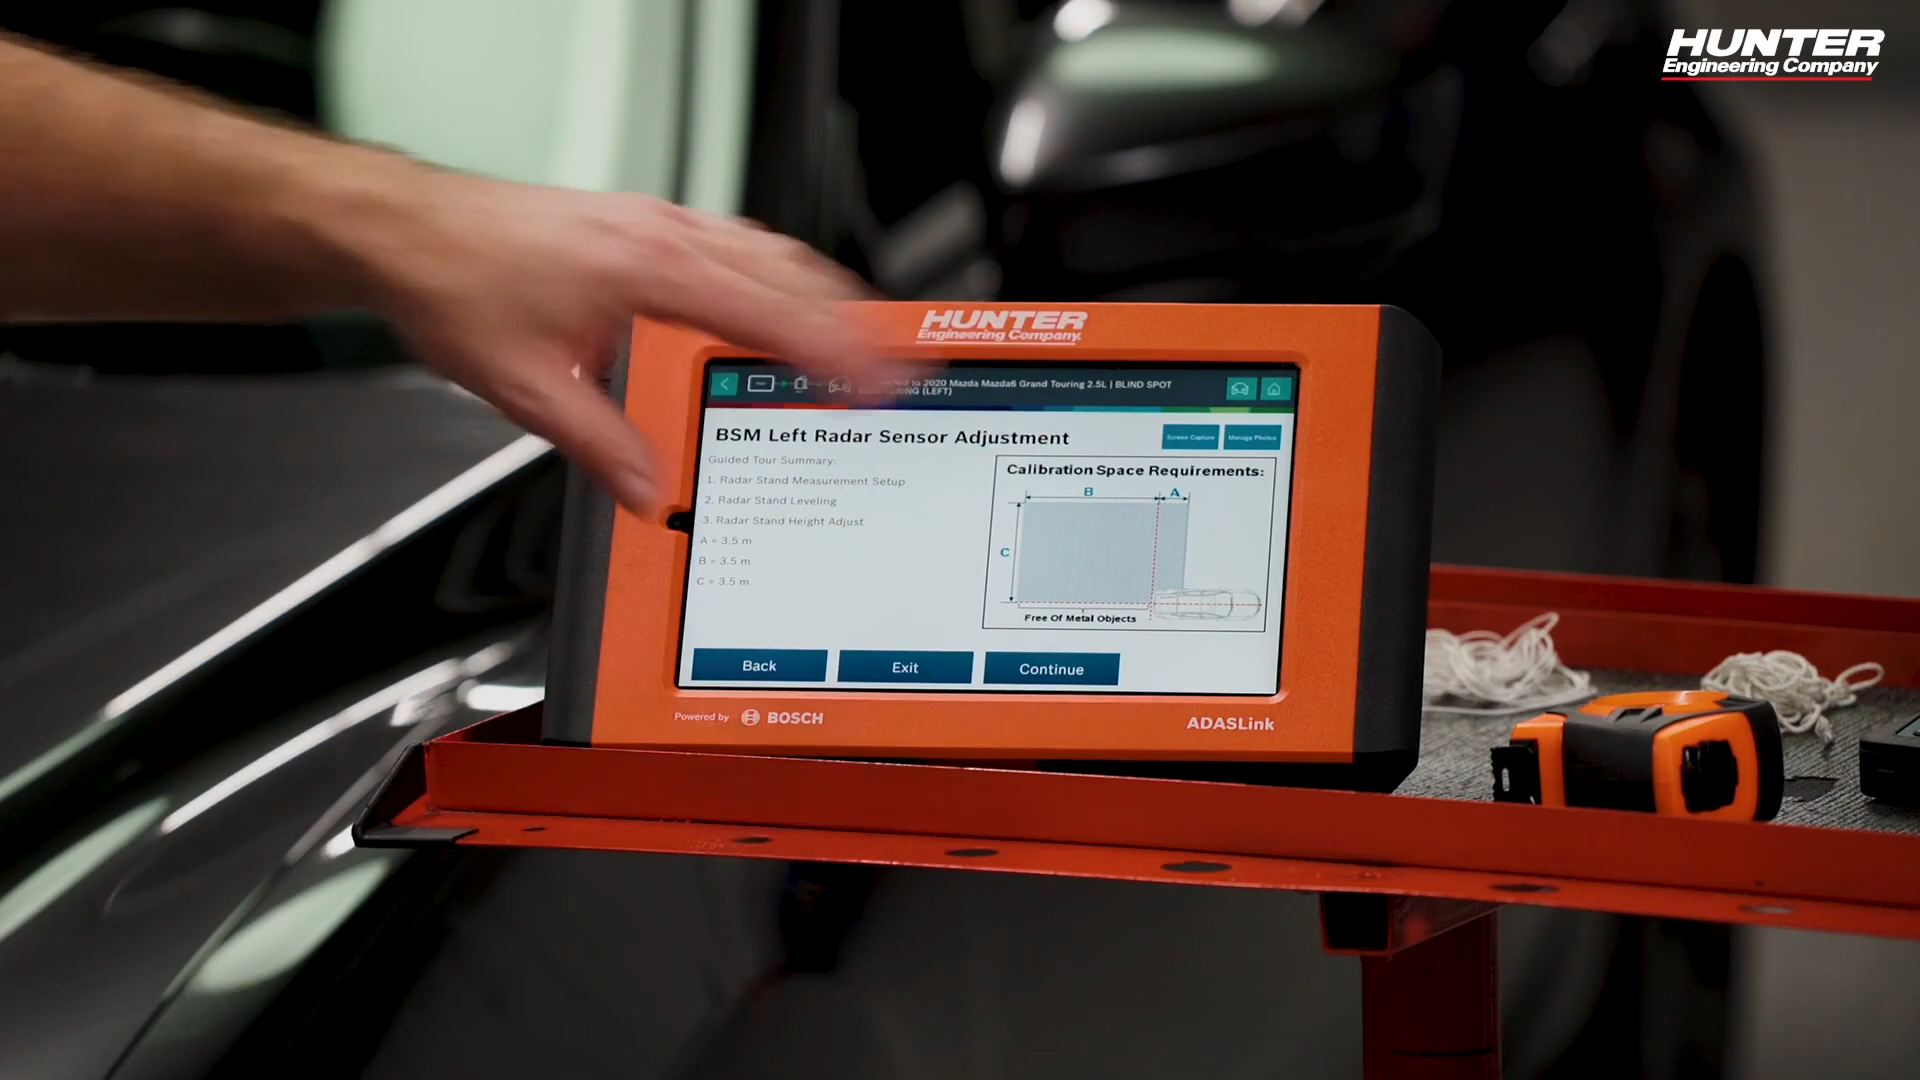 HUNTER
Engineering Company
HUNTER
Engineering Company
to 2020 Mazda Mazda6 Grand Touring 2.5L | BLIND SPOT
(LEFT)
BSM Left Radar Sensor Adjustment
Screen Capture
Manage Photos
Guided Tour Summary:
1. Radar Stand Measurement Setup
2. Radar Stand Leveling
3. Radar Stand Height Adjust
A = 3.5 m
B = 3.5 m
C = 3.5 m
Calibration Space Requirements:
B
A
C
Free Of Metal Objects
Back
Exit
Continue
Powered by
BOSCH
ADASLink